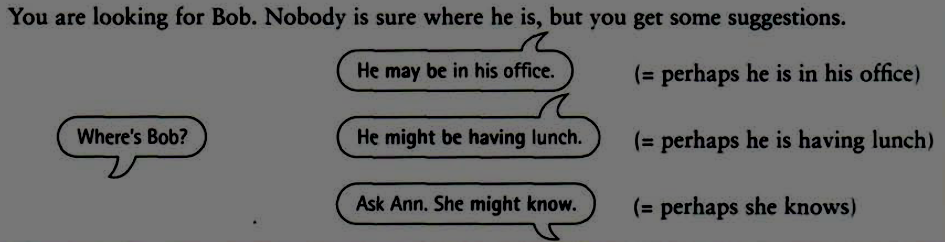 You are looking for Bob. Nobody is sure where he is, but you get some suggestions.
He may be in his office. (= perhaps he is in his office)
Where's Bob? He might be having lunch. (= perhaps he is having lunch)
Ask Ann. She might know. (= perhaps she knows)